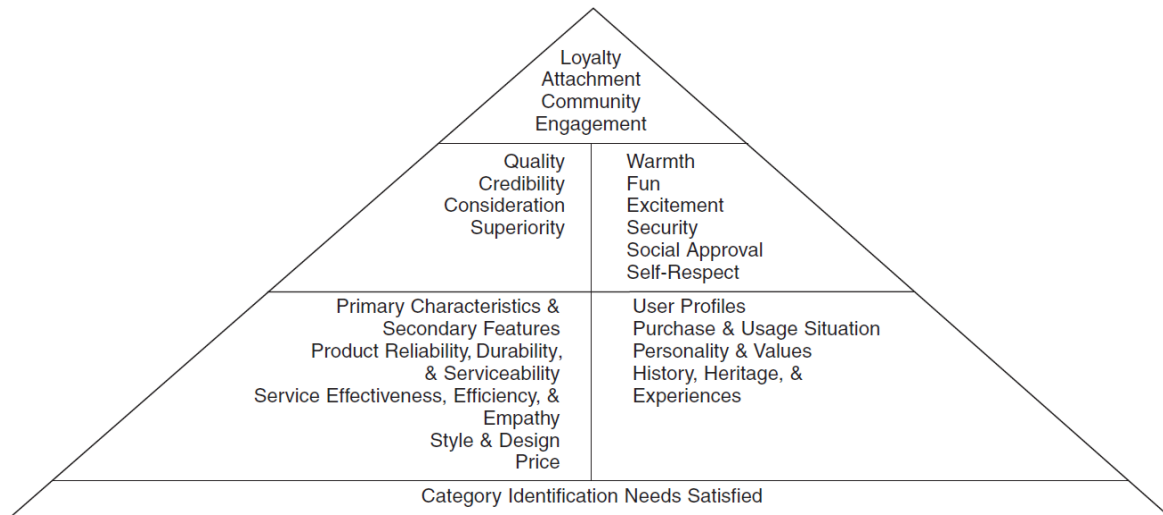 Loyalty
Attachment
Community
Engagement
Quality
Credibility
Consideration
Superiority
Warmth
Fun
Excitement
Security
Social Approval
Self-Respect
Primary Characteristics &
Secondary Features
Product Reliability, Durability,
& Serviceability
Service Effectiveness, Efficiency, &
Empathy
Style & Design
Price
User Profiles
Purchase & Usage Situation
Personality & Values
History, Heritage, &
Experiences
Category Identification Needs Satisfied